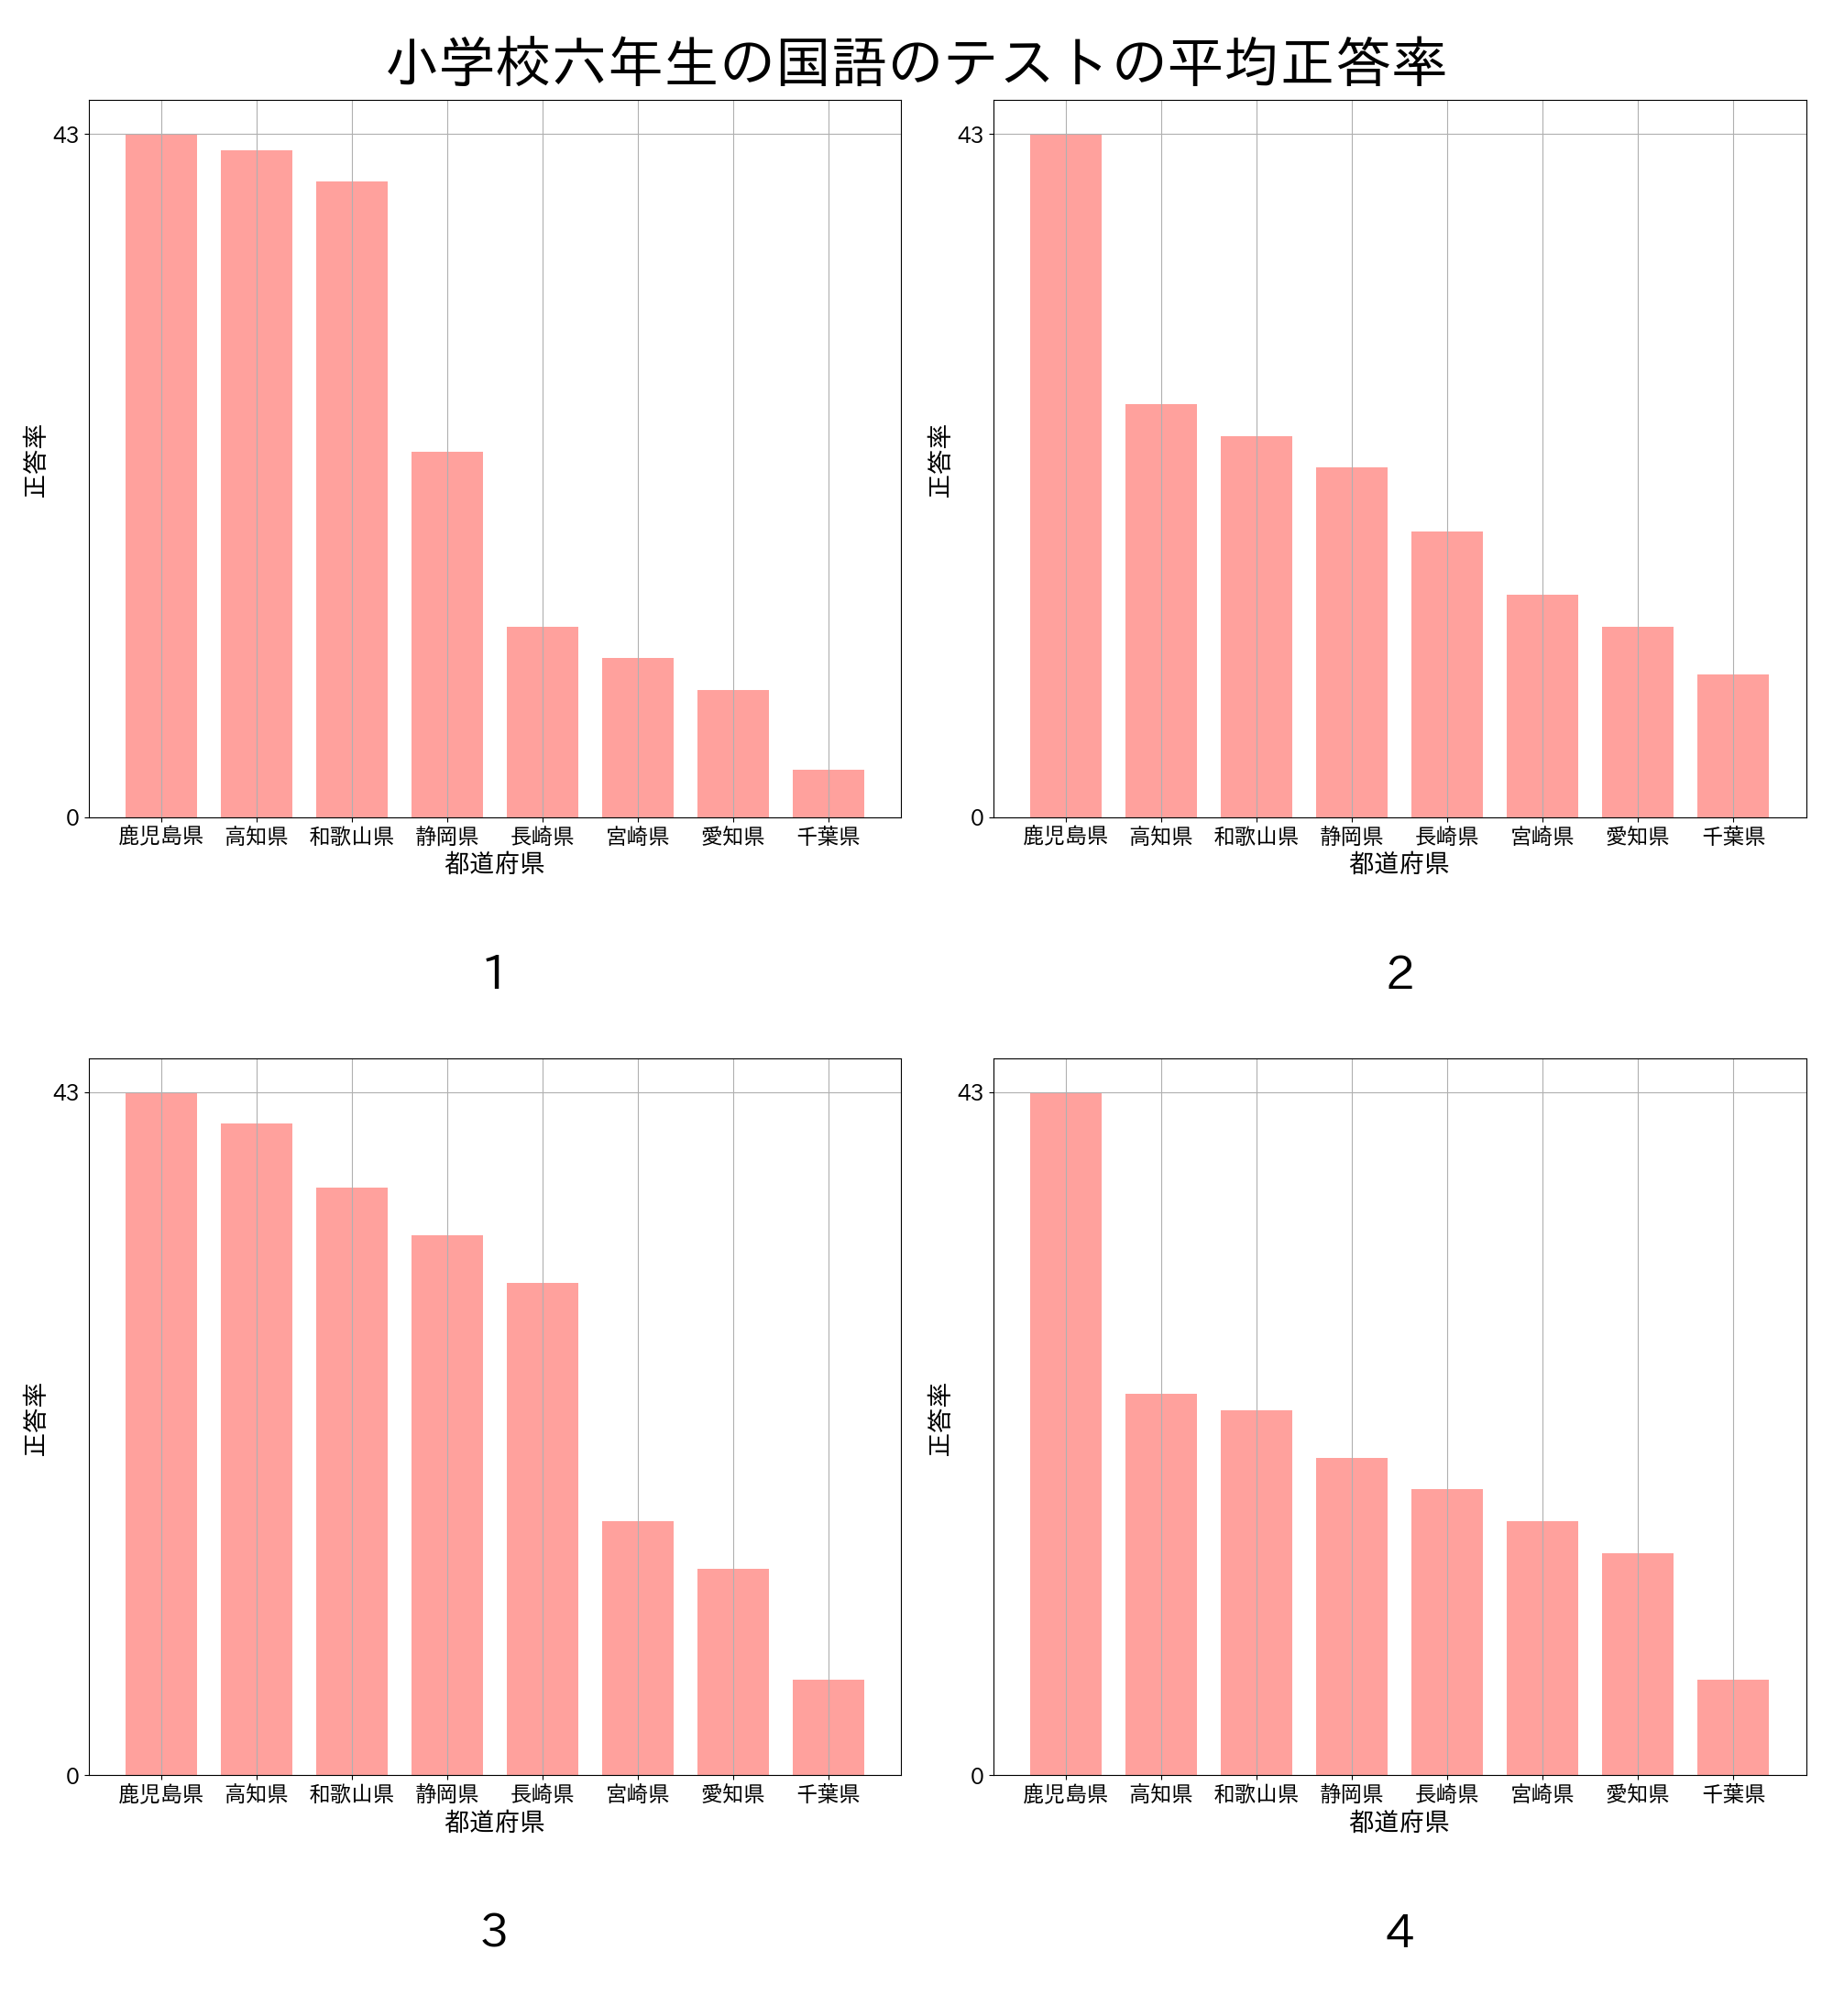 小学校六年生の国語のテストの平均正答率
43
0
正答率
鹿児島県 高知県 和歌山県 静岡県 長崎県 宮崎県 愛知県 千葉県
都道府県
1
43
0
正答率
鹿児島県 高知県 和歌山県 静岡県 長崎県 宮崎県 愛知県 千葉県
都道府県
2
43
0
正答率
鹿児島県 高知県 和歌山県 静岡県 長崎県 宮崎県 愛知県 千葉県
都道府県
3
43
0
正答率
鹿児島県 高知県 和歌山県 静岡県 長崎県 宮崎県 愛知県 千葉県
都道府県
4